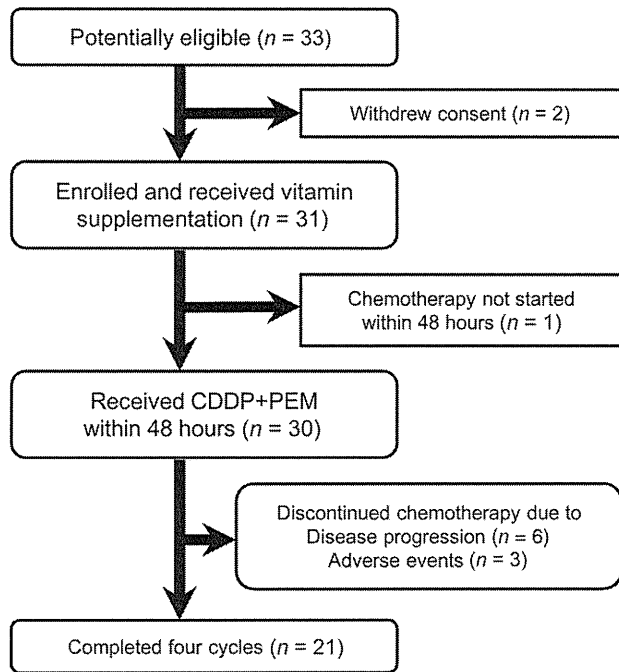 Potentially eligible (n = 33)
Withdrew consent (n = 2)
Enrolled and received vitamin
supplementation (n = 31)
Chemotherapy not started
within 48 hours (n = 1)
Received CDDP+PEM
within 48 hours (n = 30)
Discontinued chemotherapy due to
Disease progression (n = 6)
Adverse events (n = 3)
Completed four cycles (n = 21)